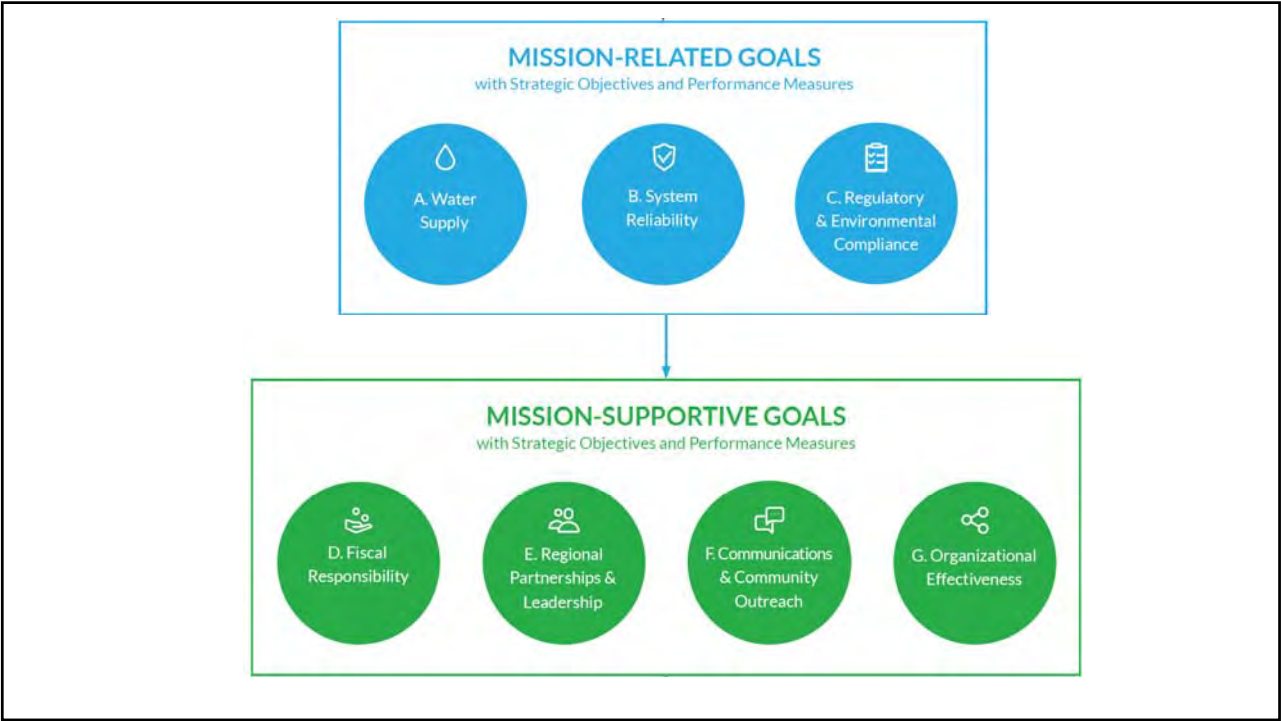 MISSION-RELATED GOALS
with Strategic Objectives and Performance Measures
A. Water
Supply
B. System
Reliability
C. Regulatory
& Environmental
Compliance
MISSION-SUPPORTIVE GOALS
with Strategic Objectives and Performance Measures
D. Fiscal
Responsibility
E. Regional
Partnerships &
Leadership
F. Communications
& Community
Outreach
G. Organizational
Effectiveness